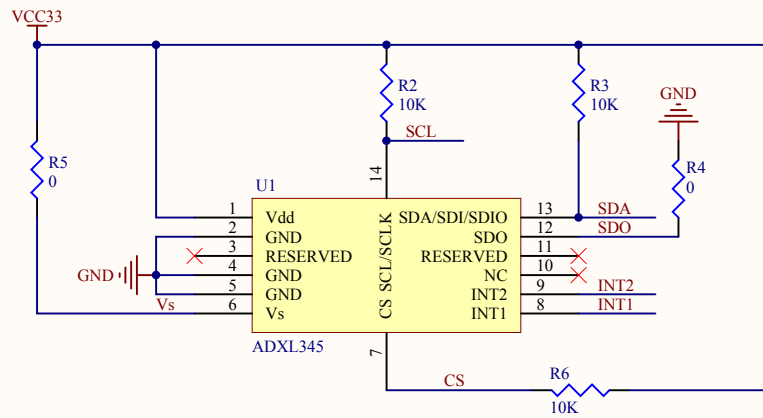 VCC33
R2
10K
R3
10K
GND
SCL
R5
0
R4
0
14
U1
1
Vdd
SDA/SDI/SDIO
13
SDA
2
GND
SDO
12
SDO
3
RESERVED
RESERVED
11
GND
4
GND
NC
10
5
GND
INT2
9
INT2
Vs
6
Vs
INT1
8
INT1
CS SCL/SCLK
ADXL345
7
CS
R6
10K